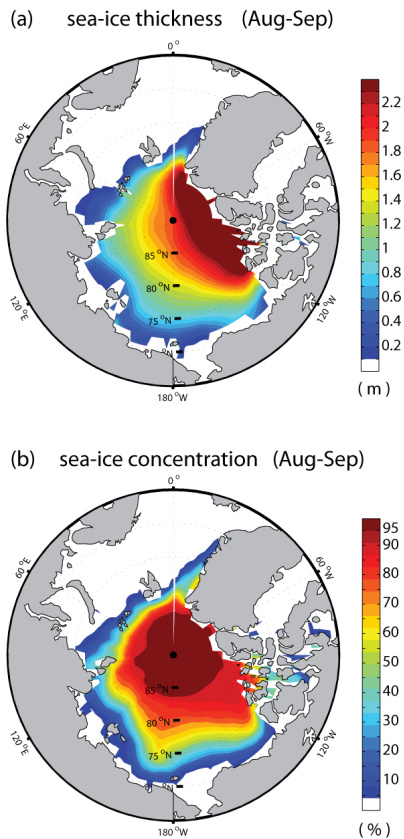 (a) sea-ice thickness (Aug-Sep)
0 °
60 °E
60 °W
120 °E
120 °W
180 °W
85 °N
80 °N
75 °N
N
2.2
2
1.8
1.6
1.4
1.2
1
0.8
0.6
0.4
0.2
( m )
(b) sea-ice concentration (Aug-Sep)
0 °
60 °E
60 °W
120 °E
120 °W
180 °W
85 °N
80 °N
75 °N
N
95
90
80
70
60
50
40
30
20
10
( % )